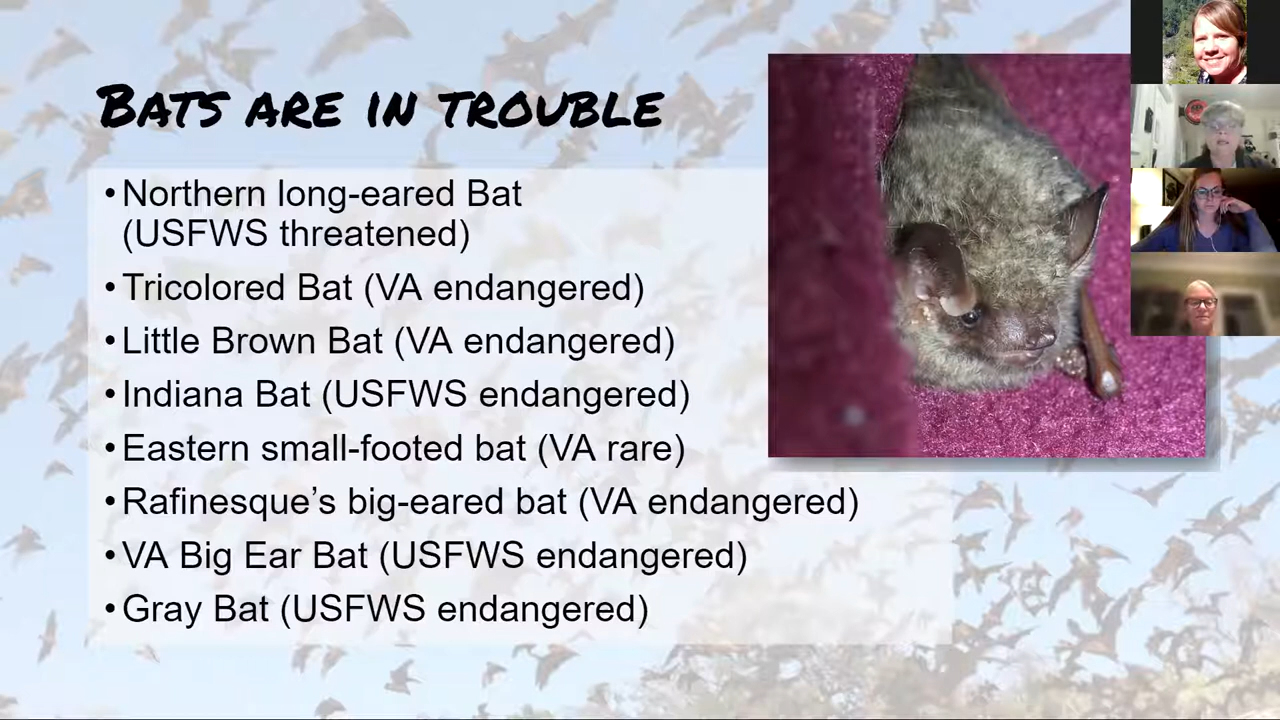 BATS ARE IN TROUBLE
•Northern long-eared Bat
(USFWS threatened)
•Tricolored Bat (VA endangered)
•Little Brown Bat (VA endangered)
•Indiana Bat (USFWS endangered)
•Eastern small-footed bat (VA rare)
•Rafinesque’s big-eared bat (VA endangered)
•VA Big Ear Bat (USFWS endangered)
•Gray Bat (USFWS endangered)